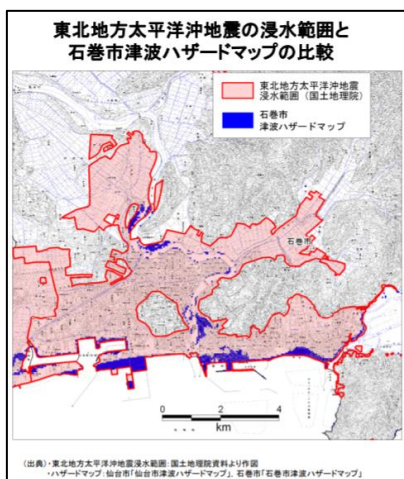 東北地方太平洋沖地震の浸水範囲と
石巻市津波ハザードマップの比較
東北地方太平洋沖地震
浸水範囲（国土地理院）
石巻市
津波ハザードマップ
石巻市
0 2 4
km
（出典）・東北地方太平洋沖地震浸水範囲：国土地理院資料より作図
・ハザードマップ：仙台市「仙台市津波ハザードマップ」、石巻市「石巻市津波ハザードマップ」